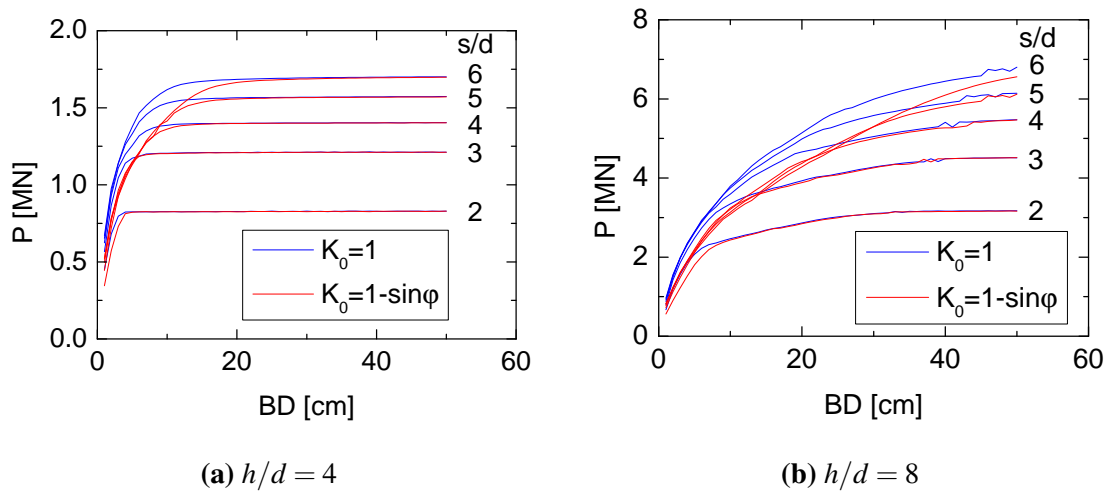 2.0
1.5
1.0
0.5
0.0
P [MN]
0
20
40
60
BD [cm]
s/d
6
5
4
3
2
K₀=1
K₀=1-sinφ
(a) h/d = 4
8
6
4
2
0
P [MN]
0
20
40
60
BD [cm]
s/d
6
5
4
3
2
K₀=1
K₀=1-sinφ
(b) h/d = 8